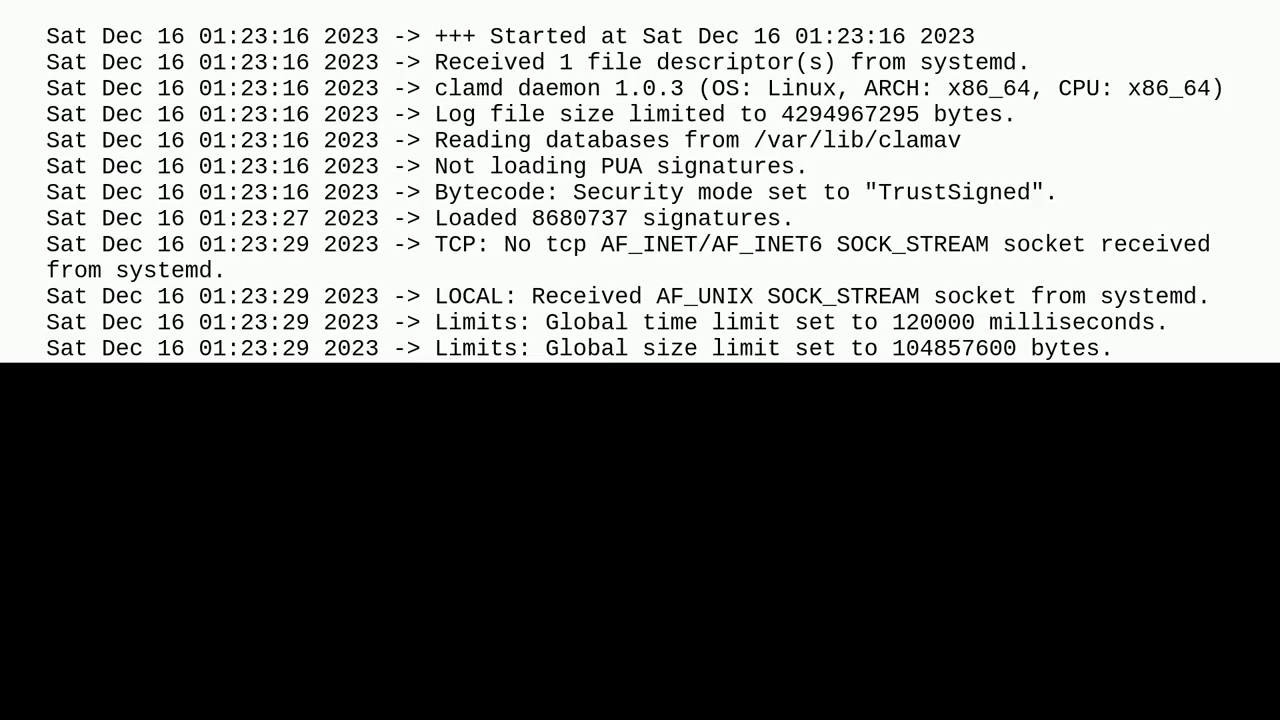 Sat Dec 16 01:23:16 2023 -> +++ Started at Sat Dec 16 01:23:16 2023
Sat Dec 16 01:23:16 2023 -> Received 1 file descriptor(s) from systemd.
Sat Dec 16 01:23:16 2023 -> clamd daemon 1.0.3 (OS: Linux, ARCH: x86_64, CPU: x86_64)
Sat Dec 16 01:23:16 2023 -> Log file size limited to 4294967295 bytes.
Sat Dec 16 01:23:16 2023 -> Reading databases from /var/lib/clamav
Sat Dec 16 01:23:16 2023 -> Not loading PUA signatures.
Sat Dec 16 01:23:16 2023 -> Bytecode: Security mode set to "TrustSigned".
Sat Dec 16 01:23:27 2023 -> Loaded 8680737 signatures.
Sat Dec 16 01:23:29 2023 -> TCP: No tcp AF_INET/AF_INET6 SOCK_STREAM socket received
from systemd.
Sat Dec 16 01:23:29 2023 -> LOCAL: Received AF_UNIX SOCK_STREAM socket from systemd.
Sat Dec 16 01:23:29 2023 -> Limits: Global time limit set to 120000 milliseconds.
Sat Dec 16 01:23:29 2023 -> Limits: Global size limit set to 104857600 bytes.